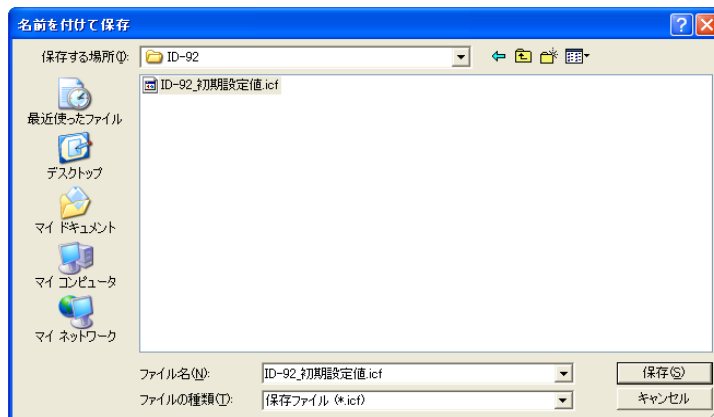 名前を付けて保存
保存する場所(I):
ID-92
ID-92_初期設定値.icf
最近使ったファイル
デスクトップ
マイ ドキュメント
マイ コンピュータ
マイ ネットワーク
ファイル名(N):
ID-92_初期設定値.icf
保存(S)
ファイルの種類(T):
保存ファイル (*.icf)
キャンセル